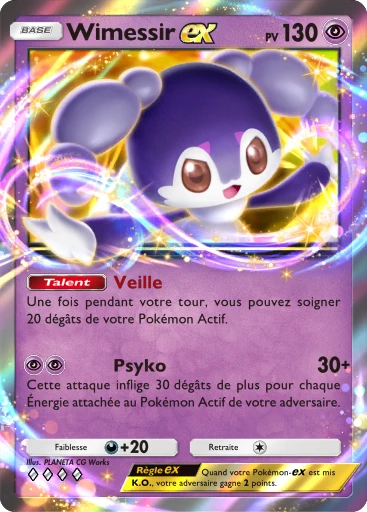 BASE Wimessir ex PV 130
Talent Veille
Une fois pendant votre tour, vous pouvez soigner
20 dégâts de votre Pokémon Actif.
Psyko 30+
Cette attaque inflige 30 dégâts de plus pour chaque
Énergie attachée au Pokémon Actif de votre adversaire.
Faiblesse +20 Retraite
Illus. PLANETA CG Works
Règle ex Quand votre Pokémon-ex est mis
K.O., votre adversaire gagne 2 points.